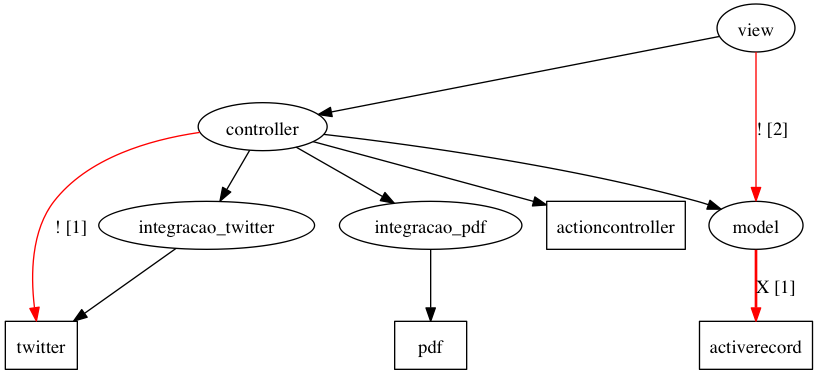 view
! [2]
controller
! [1]
integracao_twitter
integracao_pdf
actioncontroller
model
X [1]
twitter
pdf
activerecord